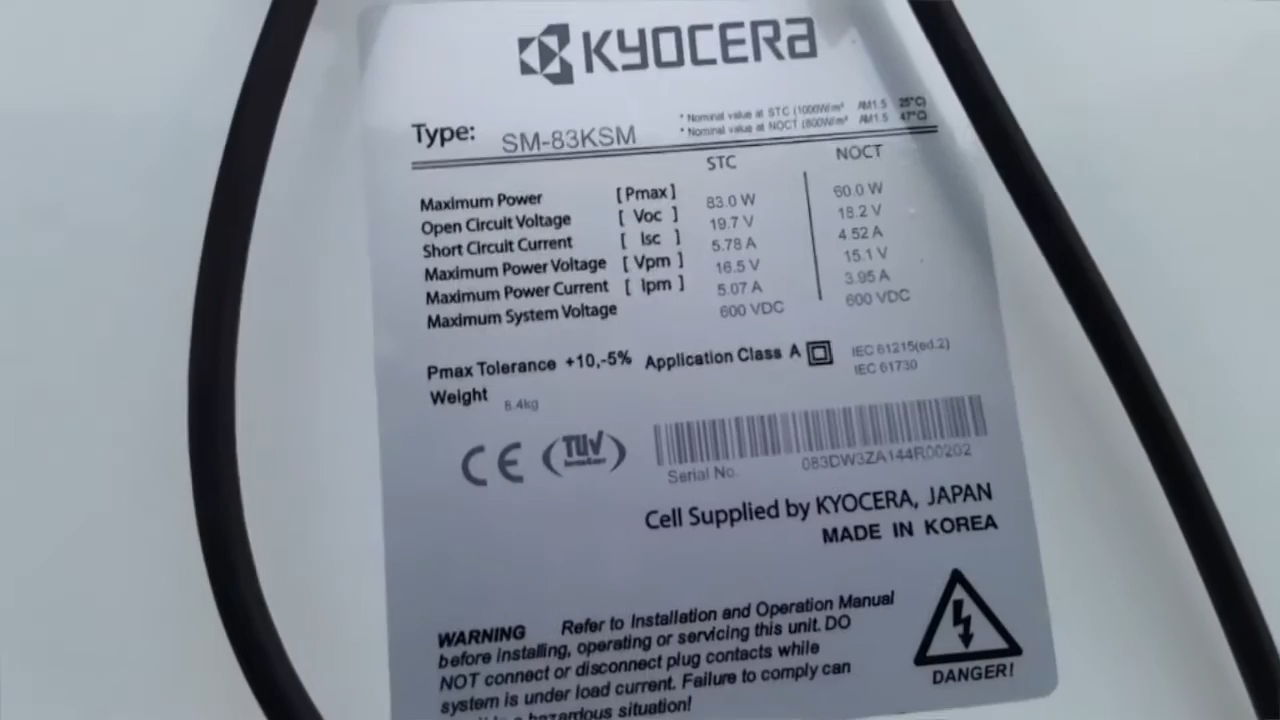 KYOCERA
Type: SM-83KSM
* Nominal value at STC (1000W/m² AM1.5 25°C)
* Nominal value at NOCT (800W/m² AM1.5 47°C)
STC NOCT
Maximum Power [ Pmax ] 83.0 W 60.0 W
Open Circuit Voltage [ Voc ] 19.7 V 18.2 V
Short Circuit Current [ Isc ] 5.78 A 4.52 A
Maximum Power Voltage [ Vpm ] 16.5 V 15.1 V
Maximum Power Current [ Ipm ] 5.07 A 3.95 A
Maximum System Voltage 600 VDC 600 VDC
Pmax Tolerance +10,-5% Application Class A IEC 61215(ed.2)
IEC 61730
Weight
CE TÜV
Serial No. 083DW3ZA144R00202
Cell Supplied by KYOCERA, JAPAN
MADE IN KOREA
WARNING Refer to Installation and Operation Manual
before installing, operating or servicing this unit. DO
NOT connect or disconnect plug contacts while
system is under load current. Failure to comply can
hazardous situation!
DANGER!